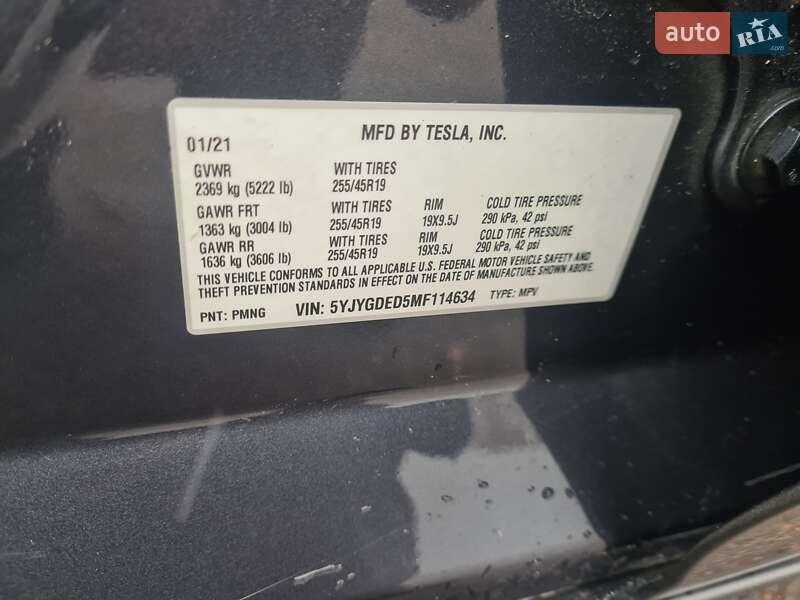 auto RIA.com
MFD BY TESLA, INC.
01/21
GVWR WITH TIRES
2369 kg (5222 lb) 255/45R19
GAWR FRT WITH TIRES RIM COLD TIRE PRESSURE
1363 kg (3004 lb) 255/45R19 19X9.5J 290 kPa, 42 psi
GAWR RR WITH TIRES RIM COLD TIRE PRESSURE
1636 kg (3606 lb) 255/45R19 19X9.5J 290 kPa, 42 psi
THIS VEHICLE CONFORMS TO ALL APPLICABLE U.S. FEDERAL MOTOR VEHICLE SAFETY AND
THEFT PREVENTION STANDARDS IN EFFECT ON THE DATE OF MANUFACTURE SHOWN ABOVE.
PNT: PMNG VIN: 5YJYGDED5MF114634 TYPE: MPV